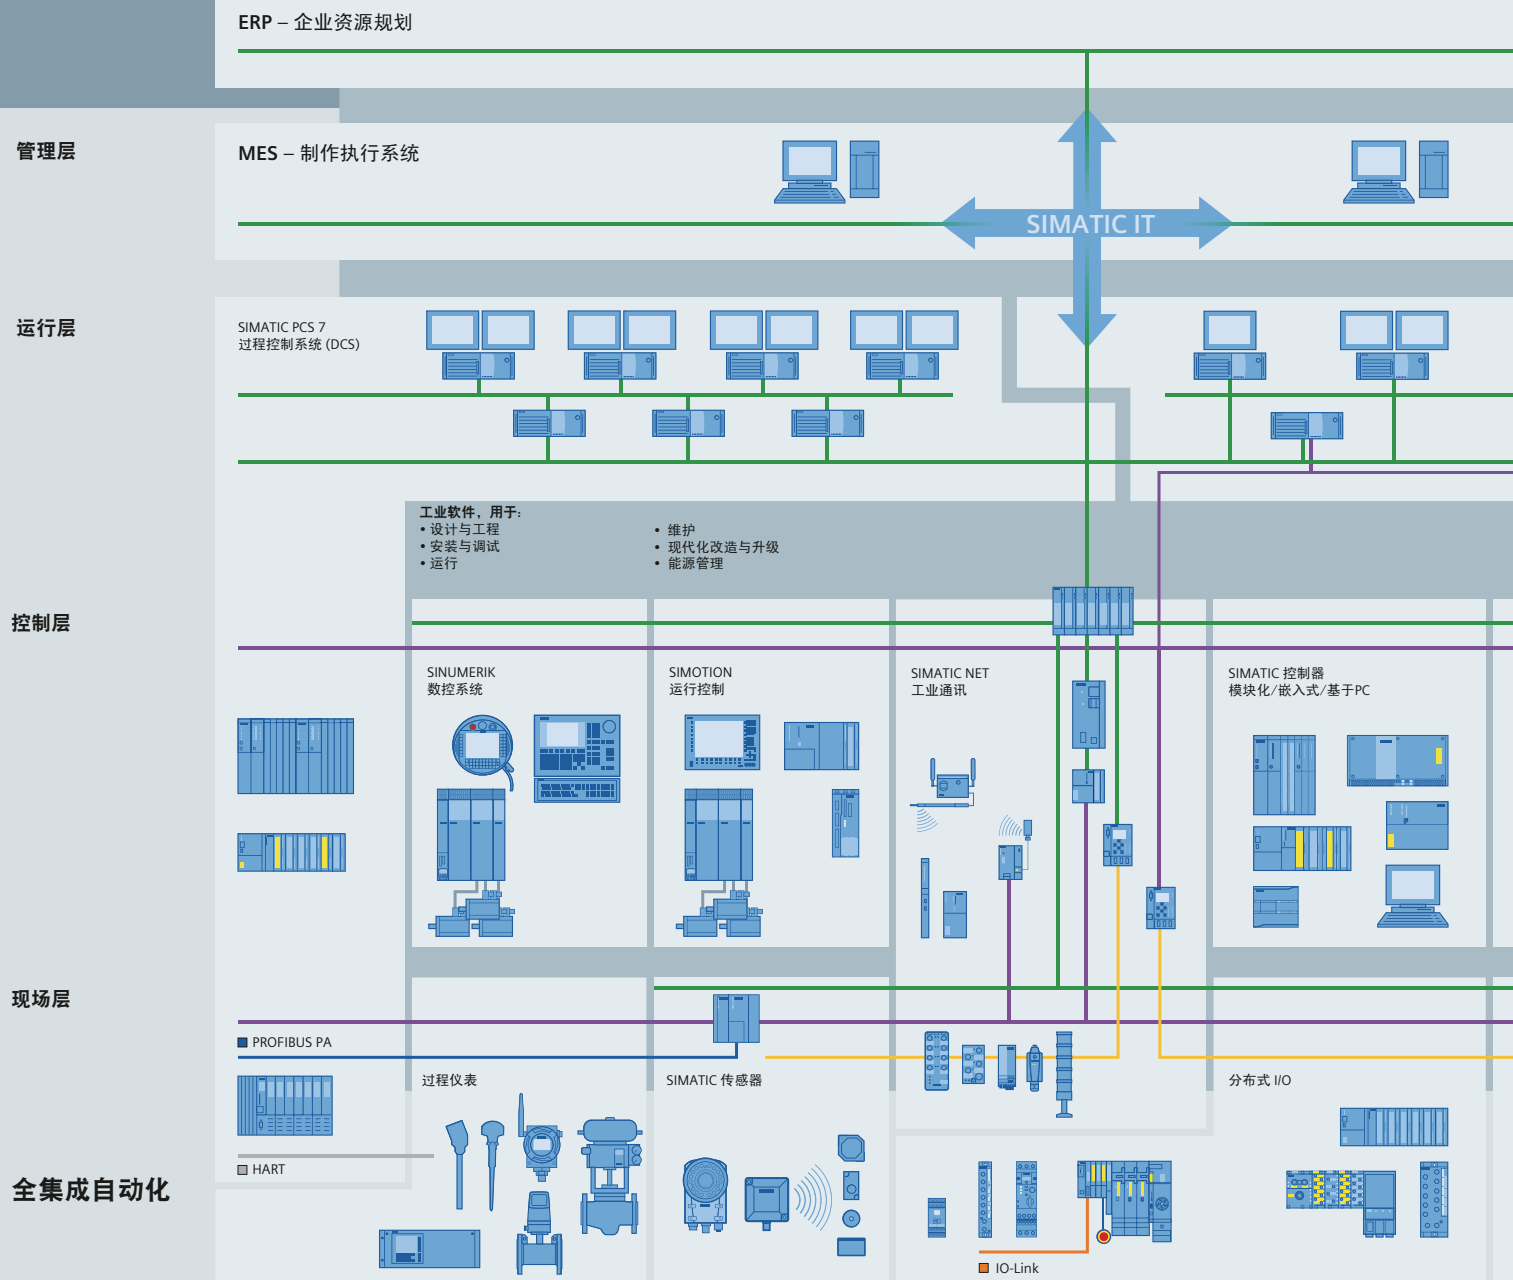 ERP – 企业资源规划
管理层
MES – 制作执行系统
SIMATIC IT
运行层
SIMATIC PCS 7
过程控制系统 (DCS)
工业软件，用于:
• 设计与工程
• 安装与调试
• 运行
• 维护
• 现代化改造与升级
• 能源管理
控制层
SINUMERIK
数控系统
SIMOTION
运行控制
SIMATIC NET
工业通讯
SIMATIC 控制器
模块化/嵌入式/基于PC
现场层
PROFIBUS PA
过程仪表
SIMATIC 传感器
分布式 I/O
HART
全集成自动化
IO-Link